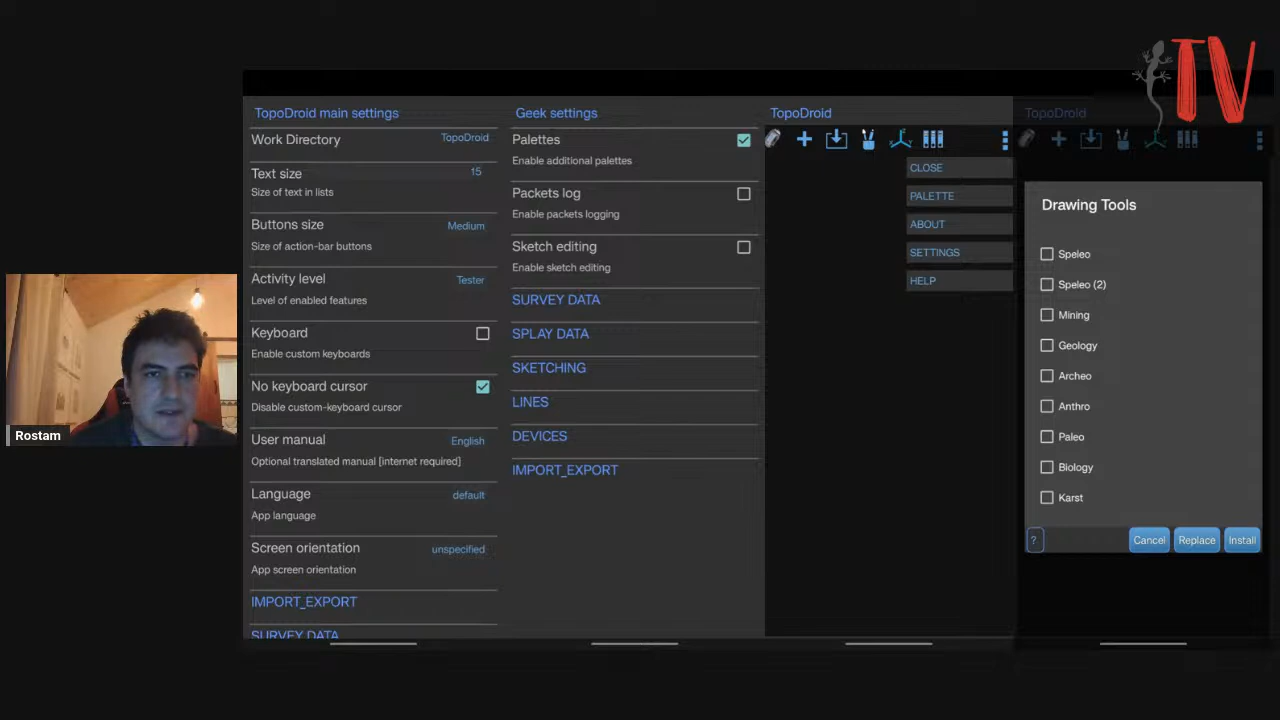 TV
TopoDroid main settings
Work Directory TopoDroid
Text size 15
Size of text in lists
Buttons size Medium
Size of action-bar buttons
Activity level Tester
Level of enabled features
Keyboard
Enable custom keyboards
No keyboard cursor
Disable custom-keyboard cursor
User manual English
Optional translated manual [internet required]
Language default
App language
Screen orientation unspecified
App screen orientation
IMPORT_EXPORT
SURVEY DATA
Geek settings
Palettes
Enable additional palettes
Packets log
Enable packets logging
Sketch editing
Enable sketch editing
SURVEY DATA
SPLAY DATA
SKETCHING
LINES
DEVICES
IMPORT_EXPORT
TopoDroid
CLOSE
PALETTE
ABOUT
SETTINGS
HELP
TopoDroid
Drawing Tools
Speleo
Speleo (2)
Mining
Geology
Archeo
Anthro
Paleo
Biology
Karst
? Cancel Replace Install
Rostam